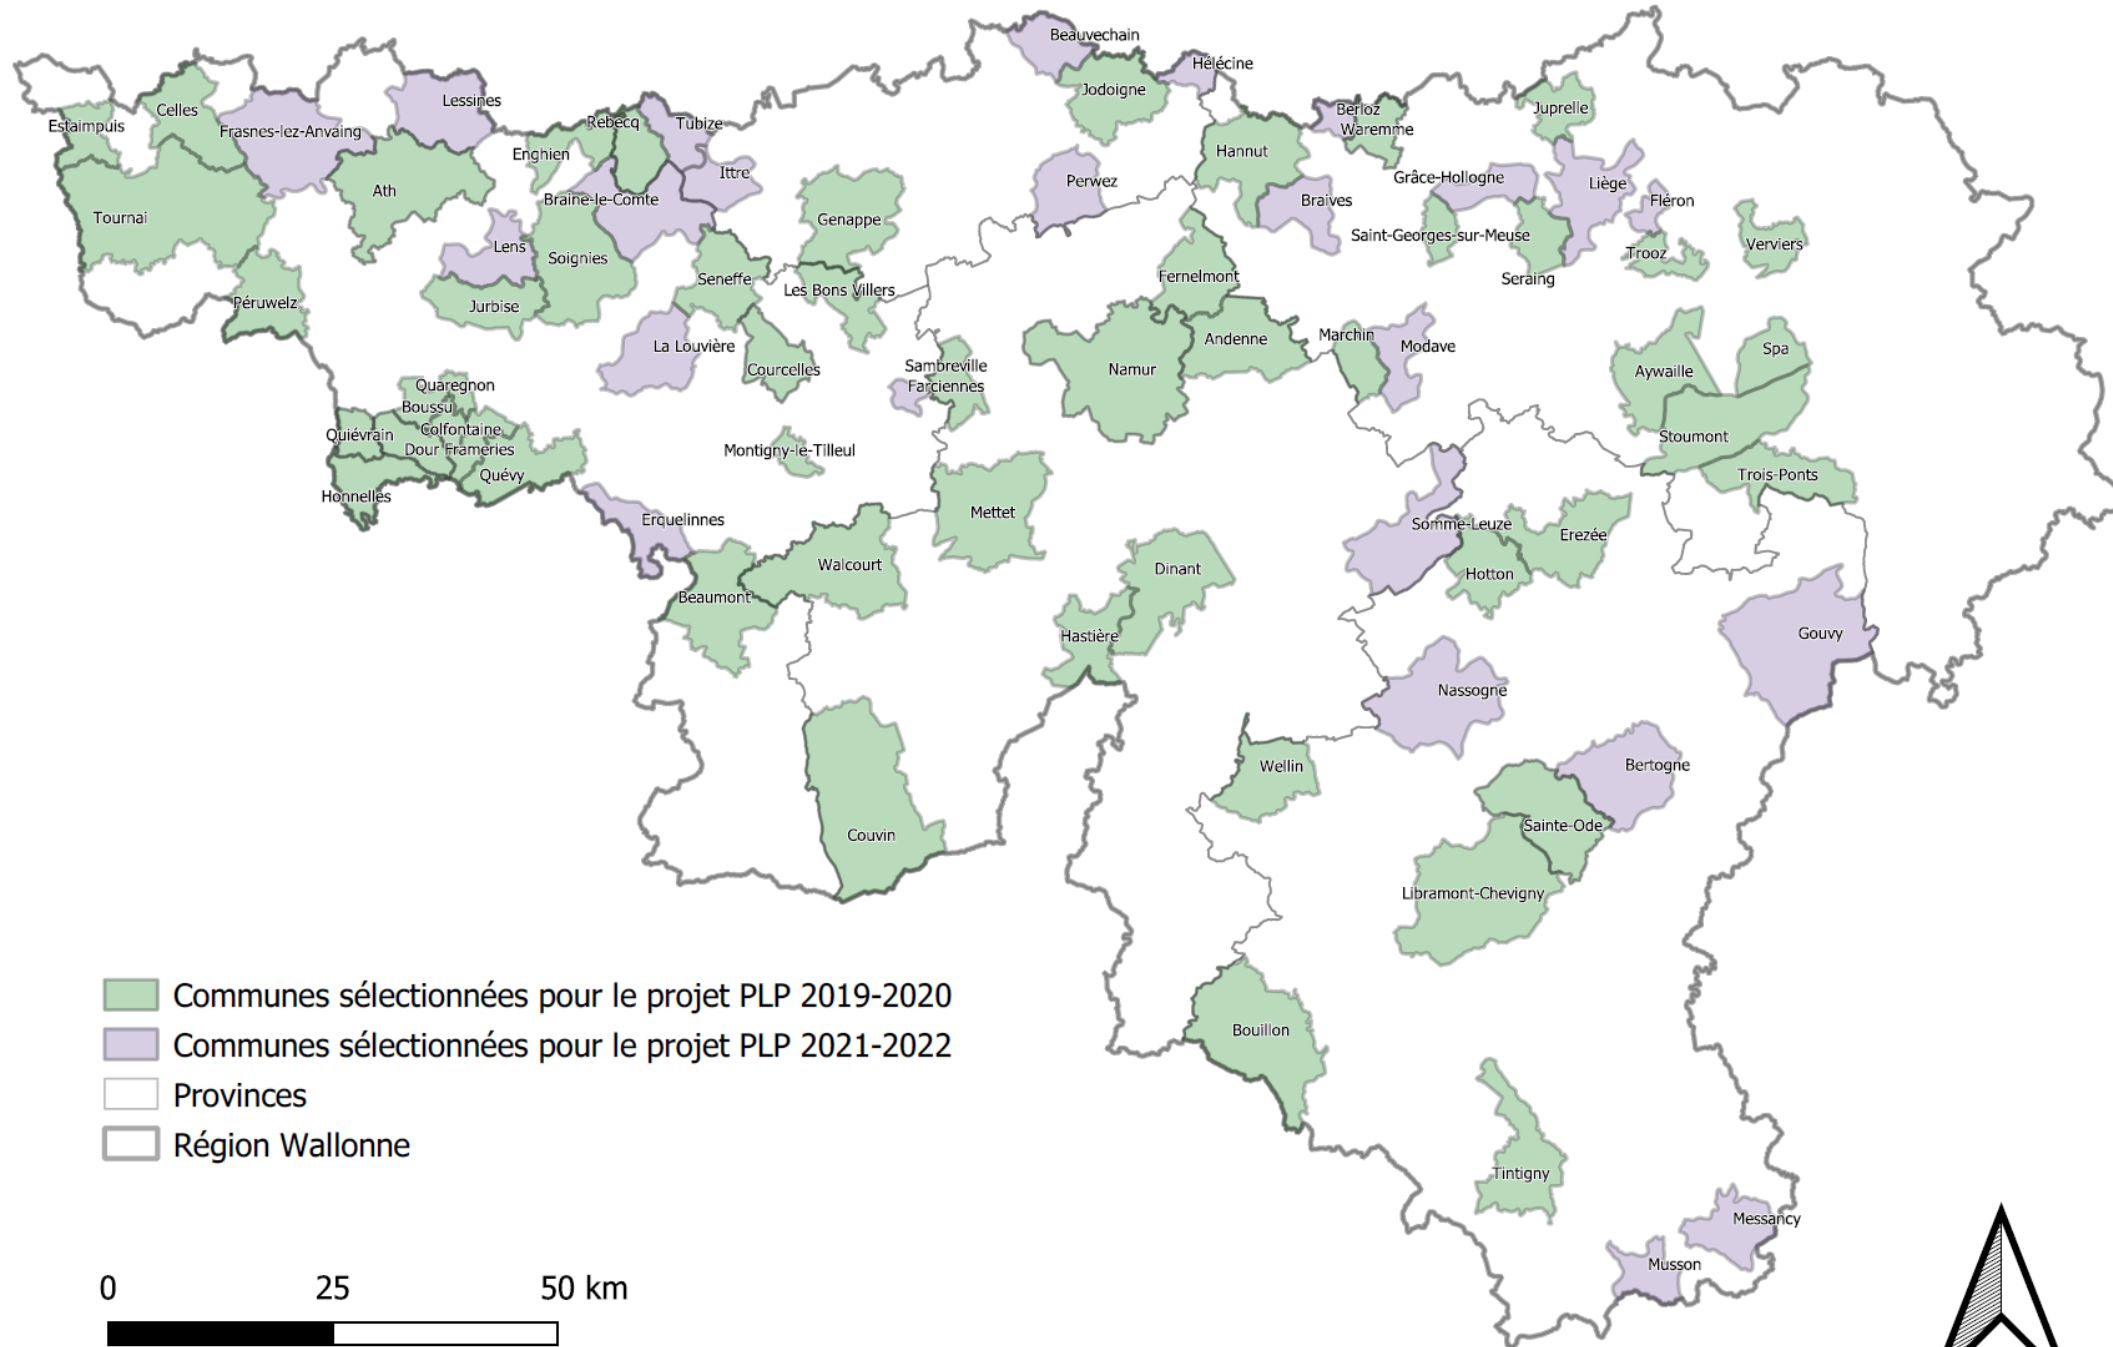 Beauvechain
Hélécine
Jodoigne
Lessines
Celles
Estaimpuis
Frasnes-lez-Anvaing
Rebecq
Tubize
Berloz
Waremme
Juprelle
Enghien
Hannut
Ittre
Ath
Perwez
Grâce-Hollogne
Liège
Braine-le-Comte
Braives
Fléron
Tournai
Genappe
Saint-Georges-sur-Meuse
Lens
Soignies
Verviers
Trooz
Seneffe
Fernelmont
Seraing
Les Bons Villers
Péruwelz
Jurbise
Marchin
Andenne
La Louvière
Modave
Spa
Sambreville
Courcelles
Namur
Aywaille
Farciennes
Quaregnon
Boussu
Colfontaine
Quiévrain
Stoumont
Dour Frameries
Montigny-le-Tilleul
Quévy
Trois-Ponts
Honnelles
Mettet
Erquelinnes
Somme-Leuze
Erezée
Walcourt
Dinant
Hotton
Beaumont
Hastière
Gouvy
Nassogne
Wellin
Bertogne
Sainte-Ode
Couvin
Libramont-Chevigny
Bouillon
Tintigny
Messancy
Musson
Communes sélectionnées pour le projet PLP 2019-2020
Communes sélectionnées pour le projet PLP 2021-2022
Provinces
Région Wallonne
0 25 50 km